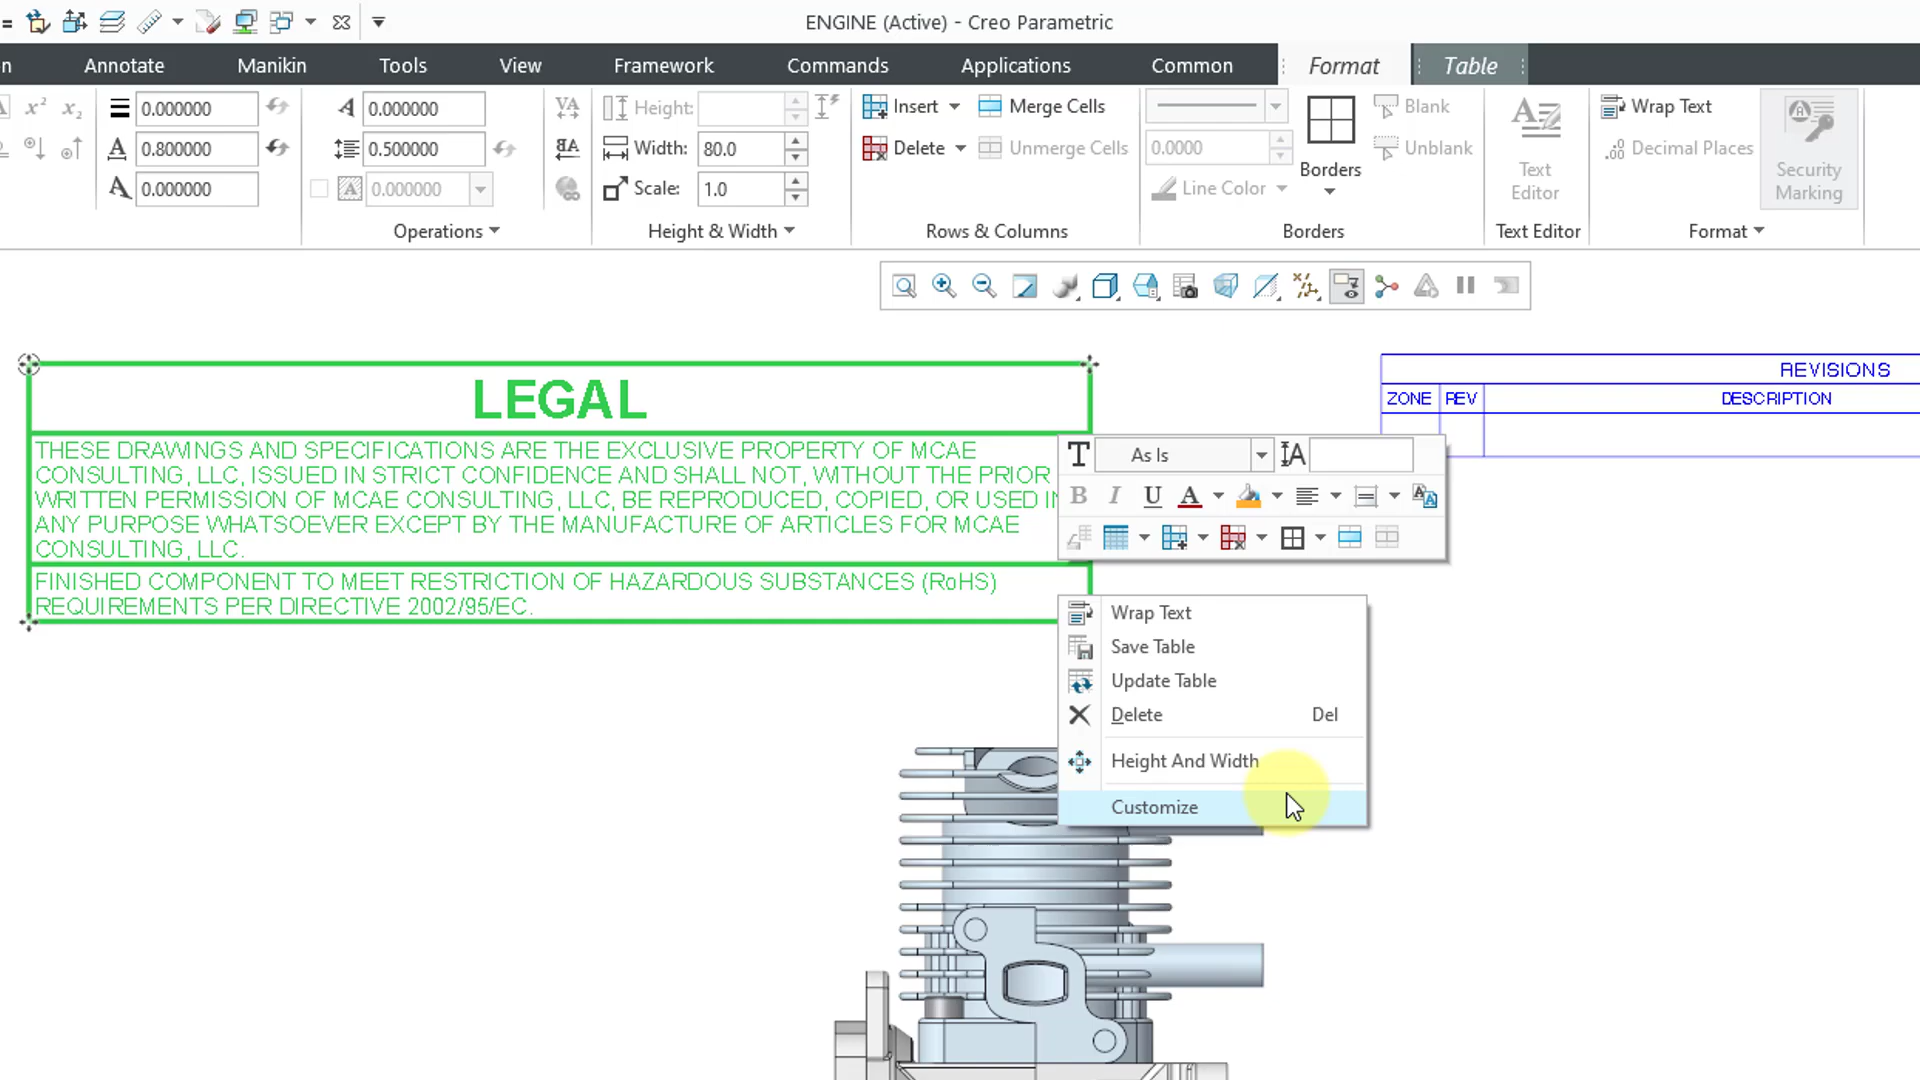 ENGINE (Active) - Creo Parametric
n Annotate Manikin Tools View Framework Commands Applications Common Format Table
0.000000 0.000000 Height: Insert Merge Cells Blank Wrap Text
0.800000 0.500000 Width: 80.0 Delete Unmerge Cells 0.0000 Unblank Decimal Places
0.000000 0.000000 Scale: 1.0 Line Color
Borders
Text
Editor
Security
Marking
Operations Height & Width Rows & Columns Borders Text Editor Format
LEGAL
THESE DRAWINGS AND SPECIFICATIONS ARE THE EXCLUSIVE PROPERTY OF MCAE
CONSULTING, LLC, ISSUED IN STRICT CONFIDENCE AND SHALL NOT, WITHOUT THE PRIOR
WRITTEN PERMISSION OF MCAE CONSULTING, LLC, BE REPRODUCED, COPIED, OR USED IN
ANY PURPOSE WHATSOEVER EXCEPT BY THE MANUFACTURE OF ARTICLES FOR MCAE
CONSULTING, LLC.
FINISHED COMPONENT TO MEET RESTRICTION OF HAZARDOUS SUBSTANCES (RoHS)
REQUIREMENTS PER DIRECTIVE 2002/95/EC.
REVISIONS
ZONE REV DESCRIPTION
As Is
B I U A
Wrap Text
Save Table
Update Table
Delete Del
Height And Width
Customize